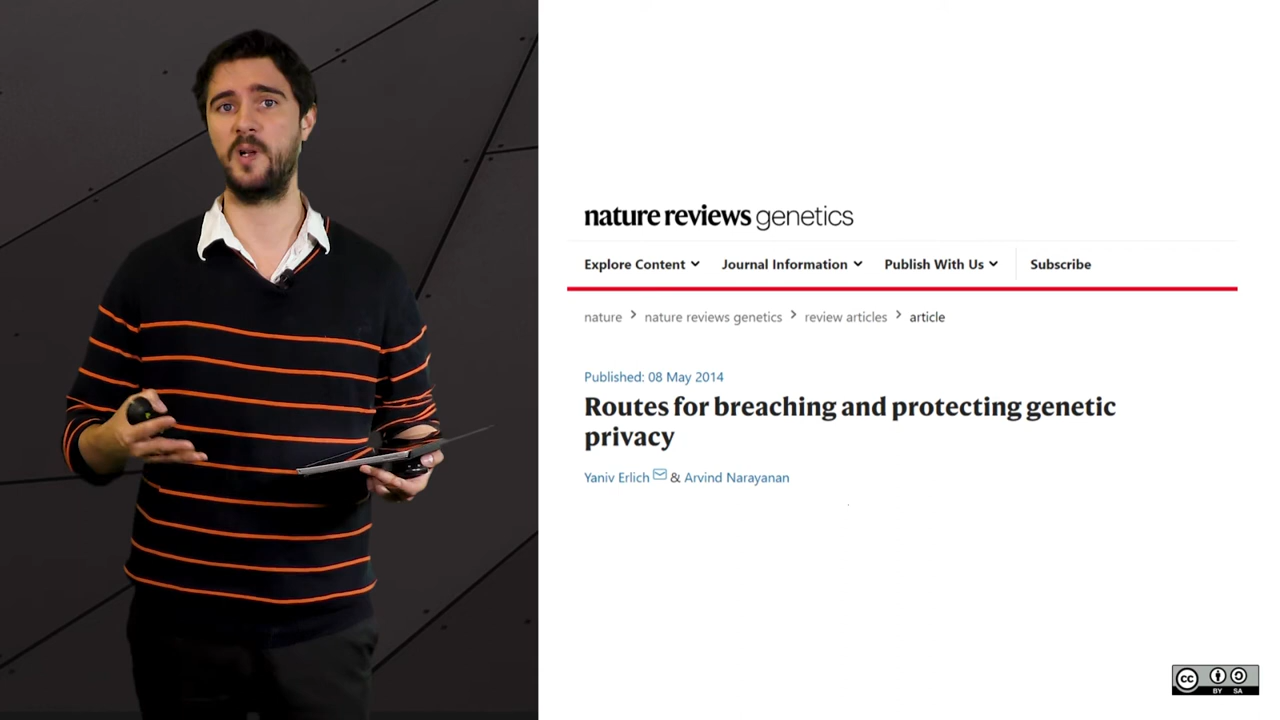 nature reviews genetics
Explore Content Journal Information Publish With Us Subscribe
nature > nature reviews genetics > review articles > article
Published: 08 May 2014
Routes for breaching and protecting genetic
privacy
Yaniv Erlich & Arvind Narayanan
cc BY SA